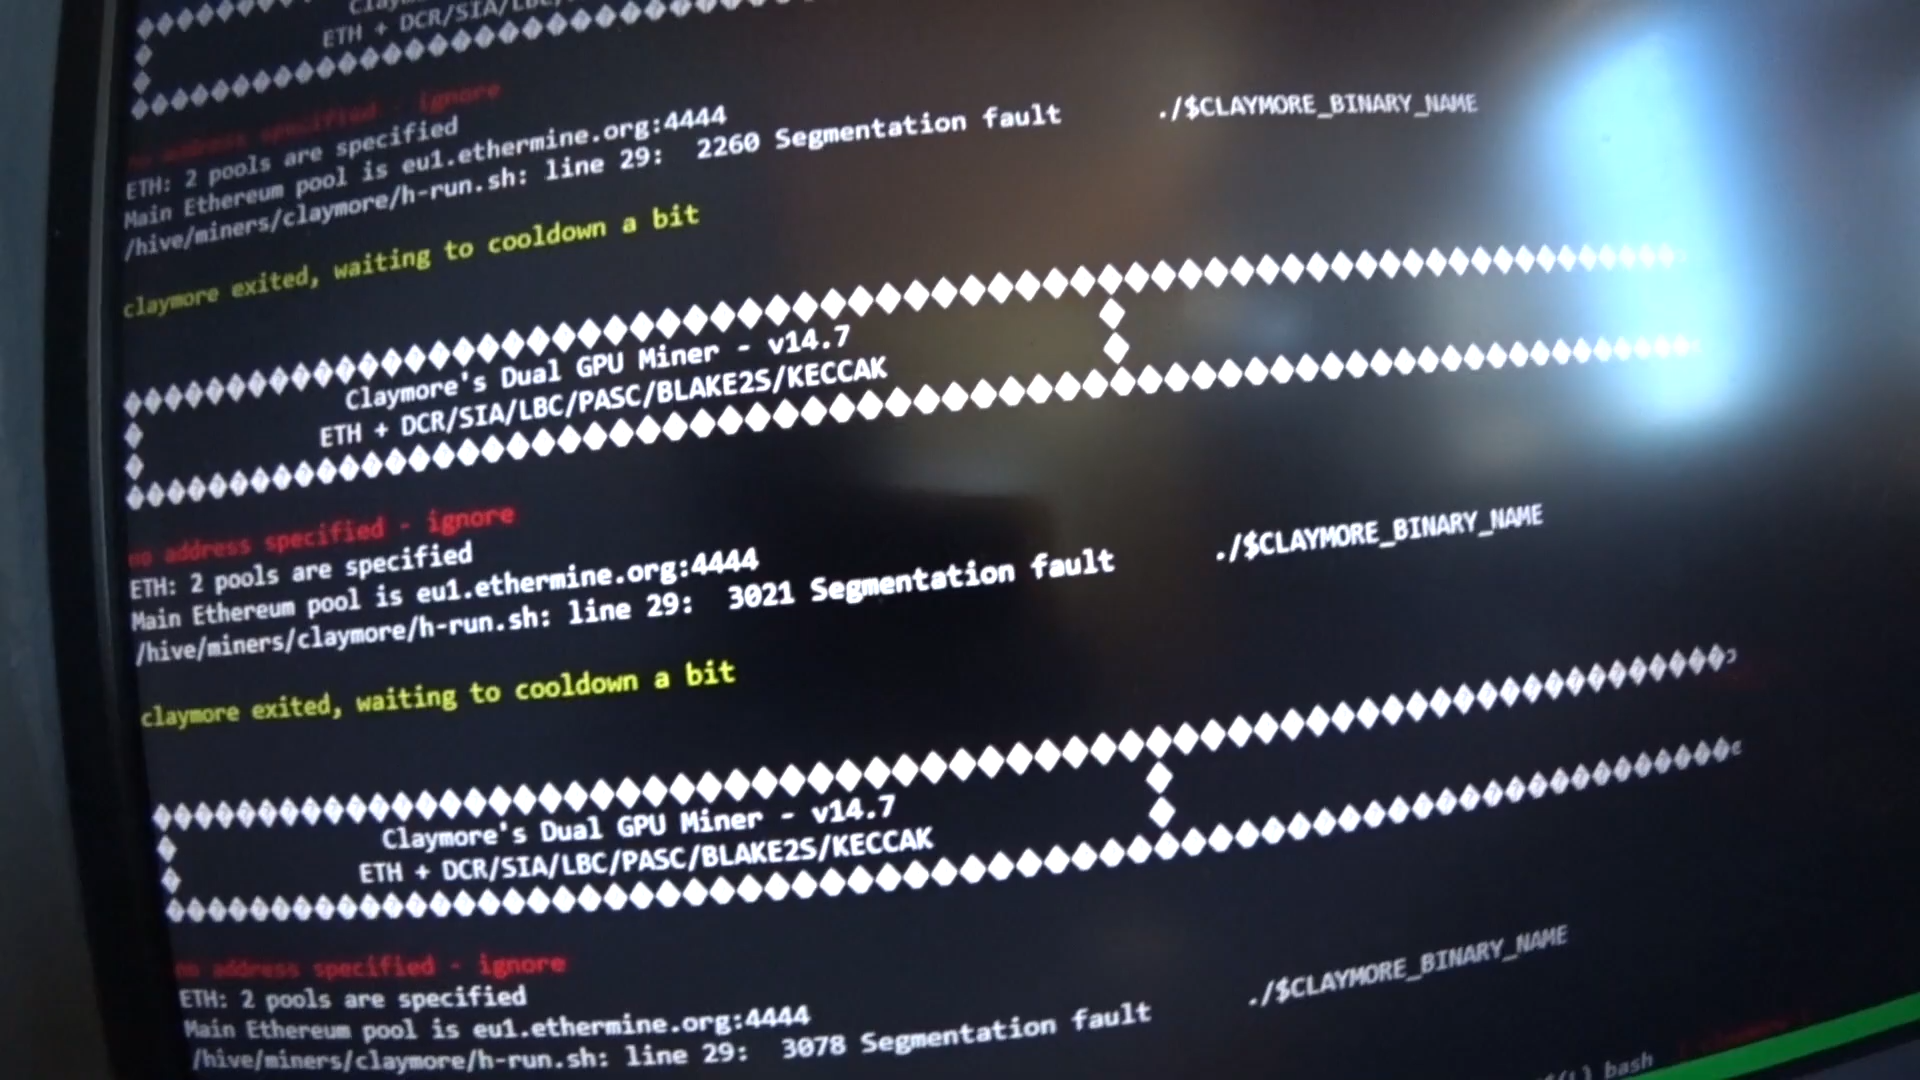 ETH + DCR/SIA/LBC/
no address specified - ignore
ETH: 2 pools are specified
Main Ethereum pool is eu1.ethermine.org:4444
/hive/miners/claymore/h-run.sh: line 29:  2260 Segmentation fault      ./$CLAYMORE_BINARY_NAME
claymore exited, waiting to cooldown a bit
Claymore's Dual GPU Miner - v14.7
ETH + DCR/SIA/LBC/PASC/BLAKE2S/KECCAK
no address specified - ignore
ETH: 2 pools are specified
Main Ethereum pool is eu1.ethermine.org:4444
/hive/miners/claymore/h-run.sh: line 29:  3021 Segmentation fault      ./$CLAYMORE_BINARY_NAME
claymore exited, waiting to cooldown a bit
Claymore's Dual GPU Miner - v14.7
ETH + DCR/SIA/LBC/PASC/BLAKE2S/KECCAK
no address specified - ignore
ETH: 2 pools are specified
Main Ethereum pool is eu1.ethermine.org:4444
/hive/miners/claymore/h-run.sh: line 29:  3078 Segmentation fault      ./$CLAYMORE_BINARY_NAME
bash